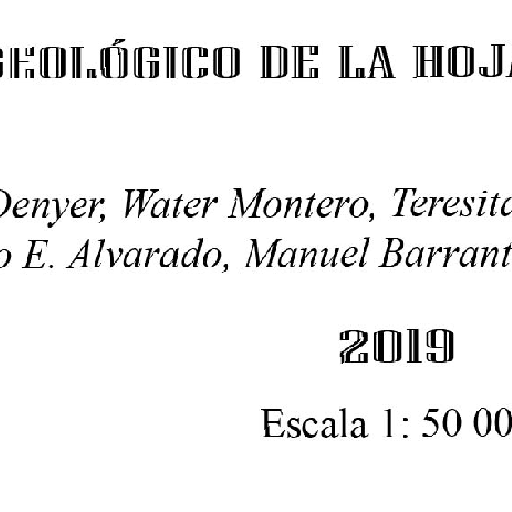 GEOLÓGICO DE LA HOJA
Denyer, Water Montero, Teresita
o E. Alvarado, Manuel Barrant
2019
Escala 1: 50 00